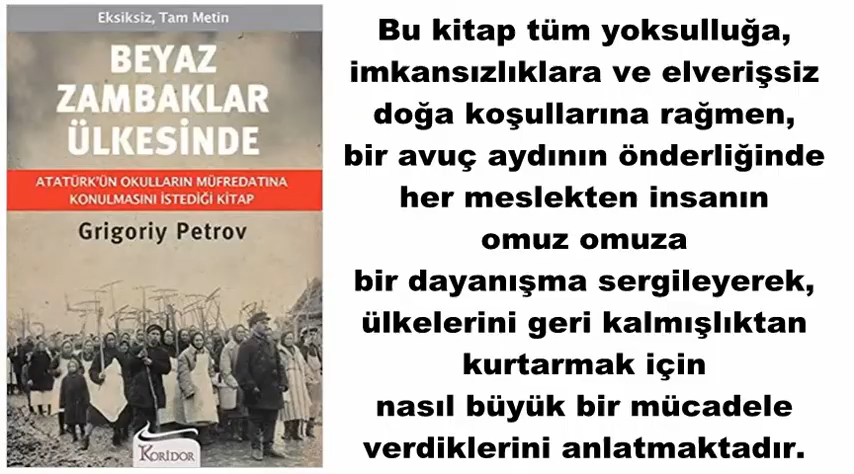 Eksiksiz, Tam Metin
BEYAZ
ZAMBAKLAR
ÜLKESİNDE
ATATÜRK'ÜN OKULLARIN MÜFREDATINA
KONULMASINI İSTEDİĞİ KİTAP
Grigoriy Petrov
KORİDOR
Bu kitap tüm yoksulluğa,
imkansızlıklara ve elverişsiz
doğa koşullarına rağmen,
bir avuç aydının önderliğinde
her meslekten insanın
omuz omuza
bir dayanışma sergileyerek,
ülkelerini geri kalmışlıktan
kurtarmak için
nasıl büyük bir mücadele
verdiklerini anlatmaktadır.